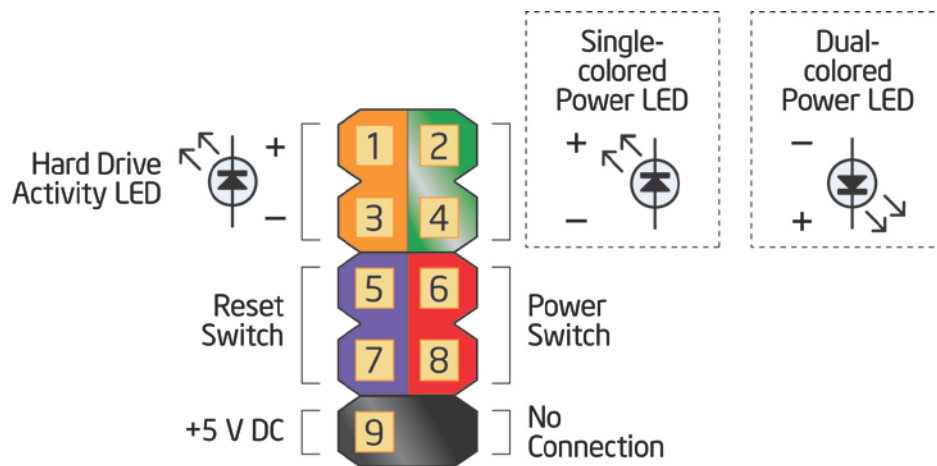 Single-
colored
Power LED
Dual-
colored
Power LED
Hard Drive
Activity LED
+
−
1 2
3 4
+
−
−
+
Reset
Switch
5 6
7 8
Power
Switch
+5 V DC
9
No
Connection